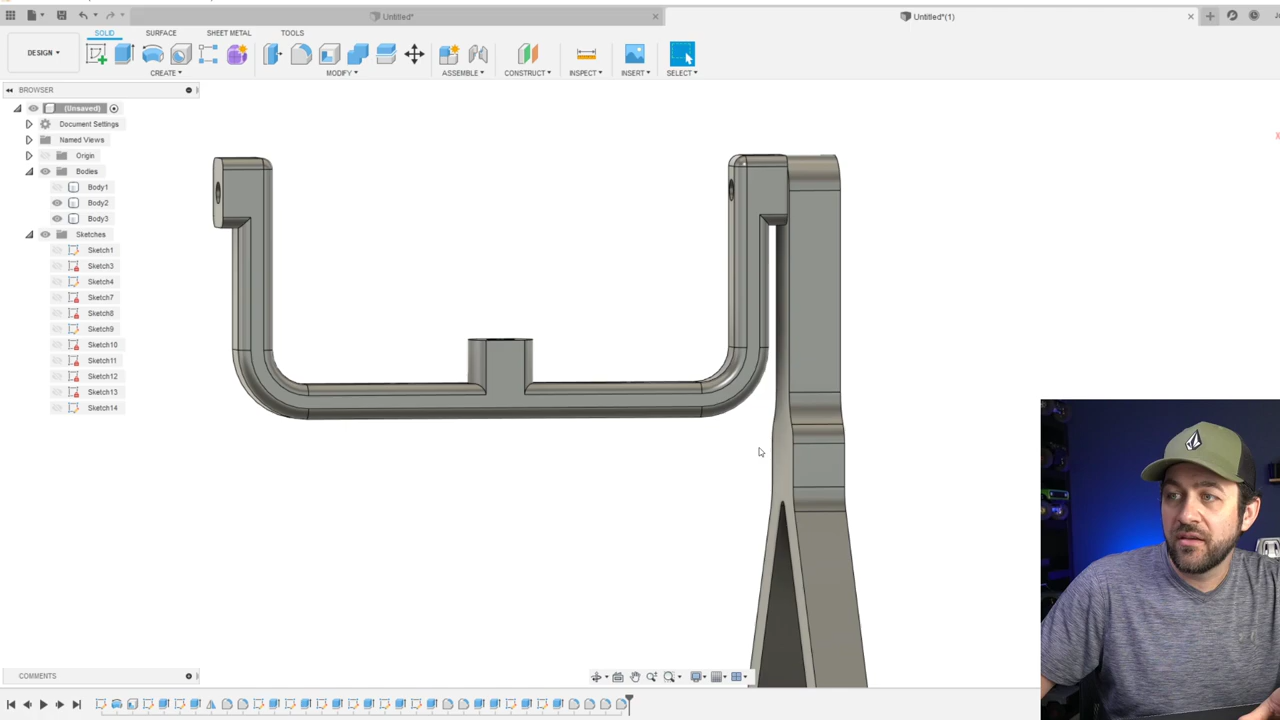 Untitled*
Untitled*(1)
DESIGN
SOLID
SURFACE
SHEET METAL
TOOLS
CREATE
MODIFY
ASSEMBLE
CONSTRUCT
INSPECT
INSERT
SELECT
BROWSER
(Unsaved)
Document Settings
Named Views
Origin
Bodies
Body1
Body2
Body3
Sketches
Sketch1
Sketch3
Sketch4
Sketch7
Sketch8
Sketch9
Sketch10
Sketch11
Sketch12
Sketch13
Sketch14
COMMENTS